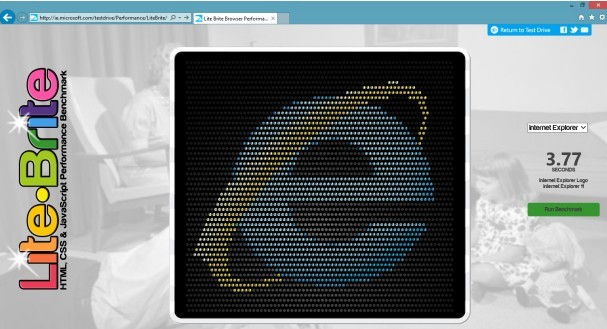 http://ie.microsoft.com/testdrive/Performance/LiteBrite/
Lite Brite Browser Performa...
Return to Test Drive
Lite-Brite
HTML, CSS & JavaScript Performance Benchmark
Internet Explorer
3.77
SECONDS
Internet Explorer Logo
Internet Explorer 11
Run Benchmark